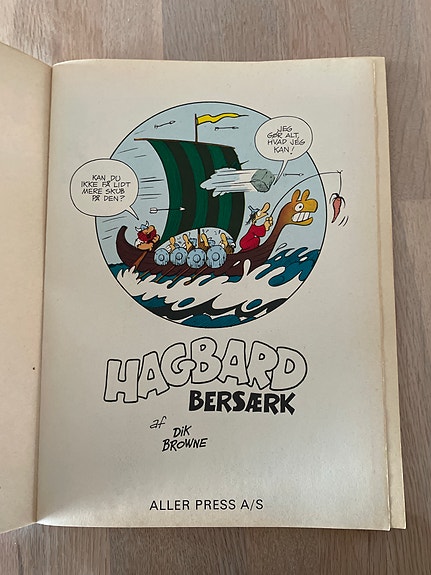 KAN DU
IKKE FÅ LIDT
MERE SKUB
PÅ DEN?
JEG
GØR ALT,
HVAD JEG
KAN!
HAGBARD
BERSÆRK
af
DiK
BROWNE
ALLER PRESS A/S